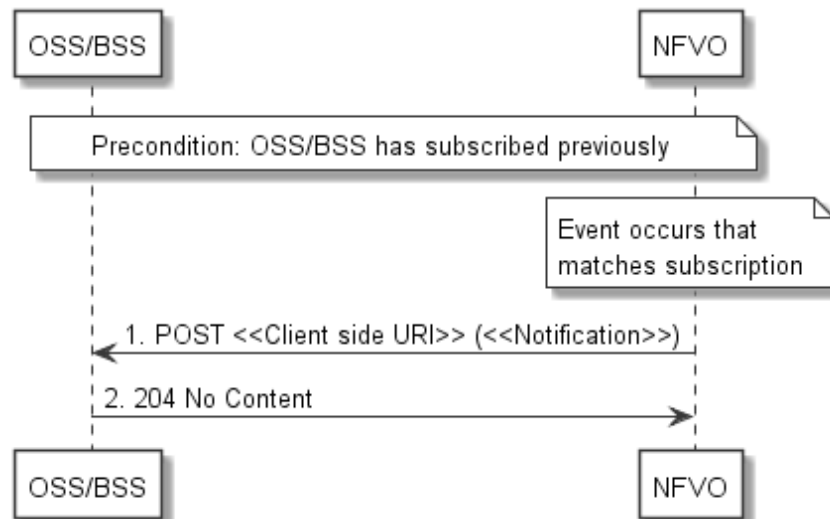 OSS/BSS
NFVO
Precondition: OSS/BSS has subscribed previously
Event occurs that
matches subscription
1. POST <<Client side URI>> (<<Notification>>)
2. 204 No Content
OSS/BSS
NFVO